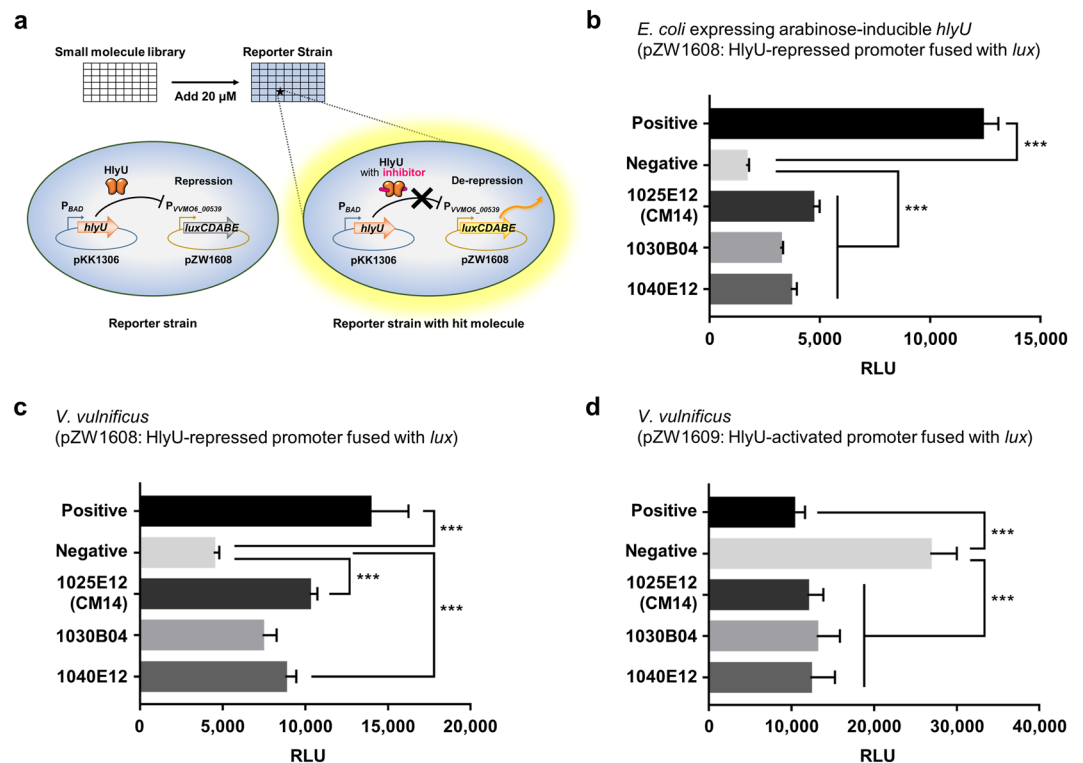 a
Small molecule library
Reporter Strain
Add 20 µM
HlyU
Repression
PBAD
PVVMO6_00539
hlyU
luxCDABE
pKK1306
pZW1608
Reporter strain
HlyU
with inhibitor
De-repression
PBAD
PVVMO6_00539
hlyU
luxCDABE
pKK1306
pZW1608
Reporter strain with hit molecule
b
E. coli expressing arabinose-inducible hlyU
(pZW1608: HlyU-repressed promoter fused with lux)
Positive
Negative
1025E12
(CM14)
1030B04
1040E12
***
***
0
5,000
10,000
15,000
RLU
c
V. vulnificus
(pZW1608: HlyU-repressed promoter fused with lux)
Positive
Negative
1025E12
(CM14)
1030B04
1040E12
***
***
***
0
5,000
10,000
15,000
20,000
RLU
d
V. vulnificus
(pZW1609: HlyU-activated promoter fused with lux)
Positive
Negative
1025E12
(CM14)
1030B04
1040E12
***
***
0
10,000
20,000
30,000
40,000
RLU